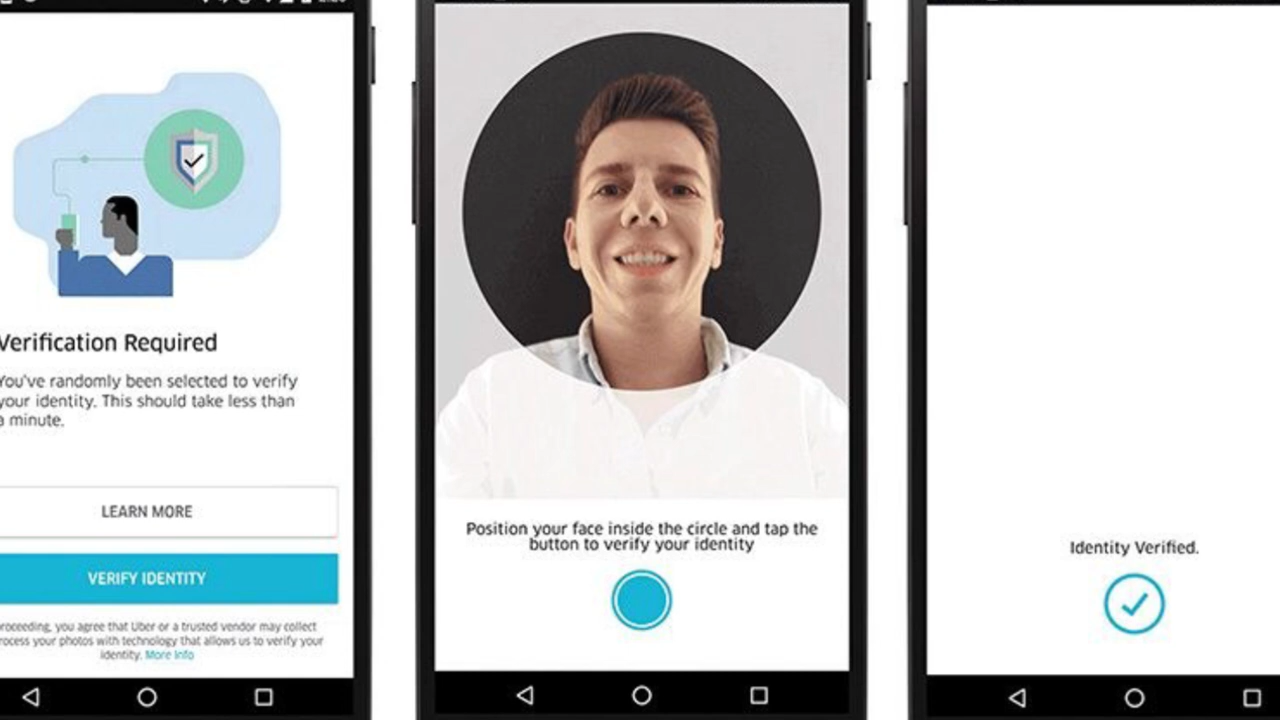 Verification Required
You've randomly been selected to verify
your identity. This should take less than
a minute.
LEARN MORE
VERIFY IDENTITY
proceeding, you agree that Uber or a trusted vendor may collect
process your photos with technology that allows us to verify your
identity. More Info
Position your face inside the circle and tap the
button to verify your identity
Identity Verified.